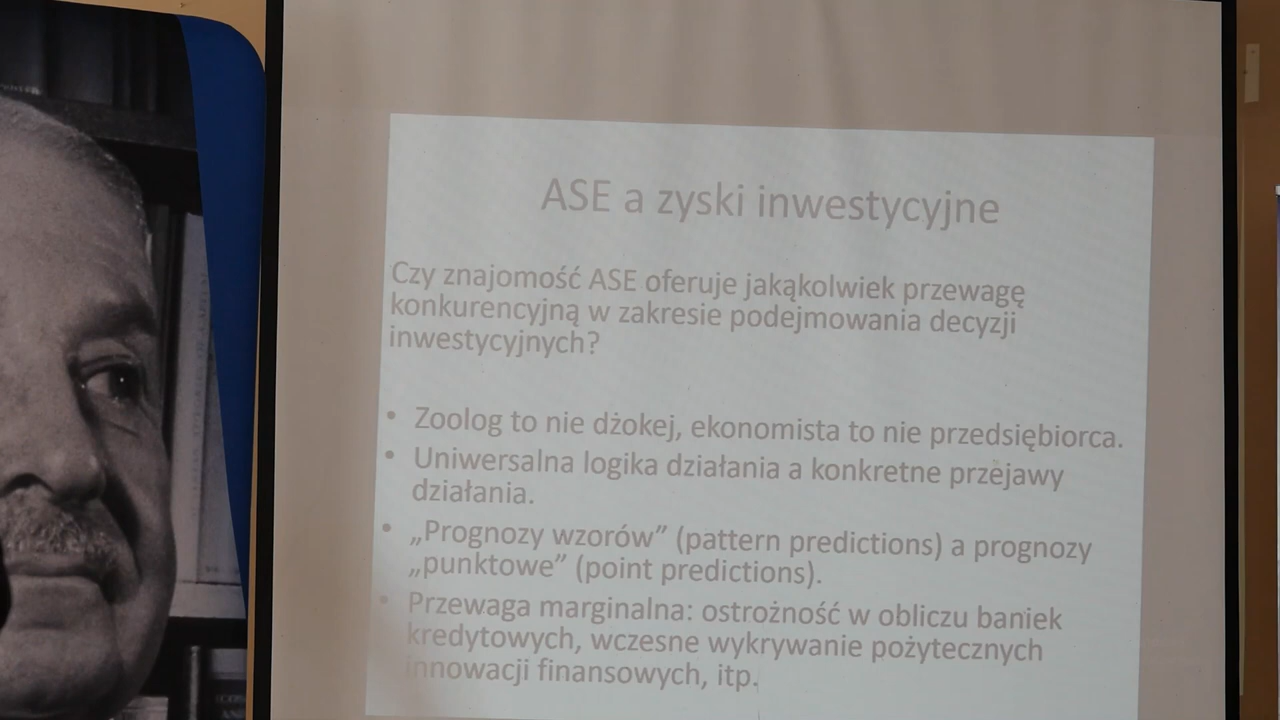 ASE a zyski inwestycyjne
Czy znajomość ASE oferuje jakąkolwiek przewagę
konkurencyjną w zakresie podejmowania decyzji
inwestycyjnych?
• Zoolog to nie dżokej, ekonomista to nie przedsiębiorca.
• Uniwersalna logika działania a konkretne przejawy
działania.
• „Prognozy wzorów” (pattern predictions) a prognozy
„punktowe” (point predictions).
• Przewaga marginalna: ostrożność w obliczu baniek
kredytowych, wczesne wykrywanie pożytecznych
innowacji finansowych, itp.